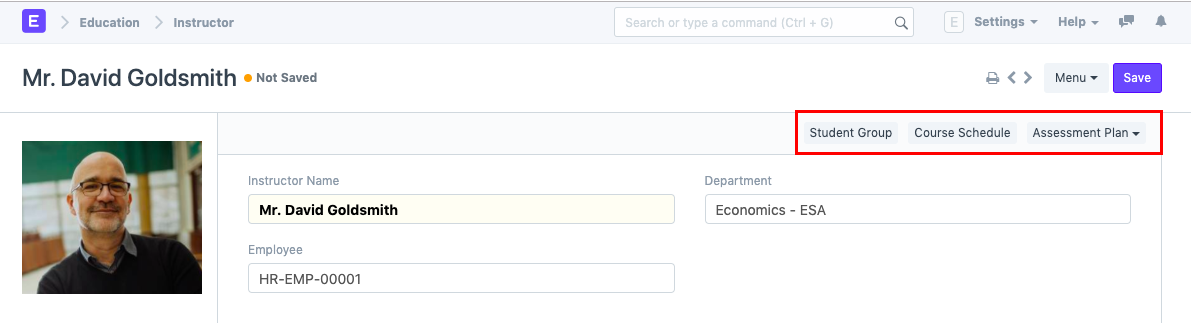 E Education Instructor Search or type a command (Ctrl + G) E Settings Help
Mr. David Goldsmith Not Saved Menu Save
Student Group Course Schedule Assessment Plan
Instructor Name Department
Mr. David Goldsmith Economics - ESA
Employee
HR-EMP-00001